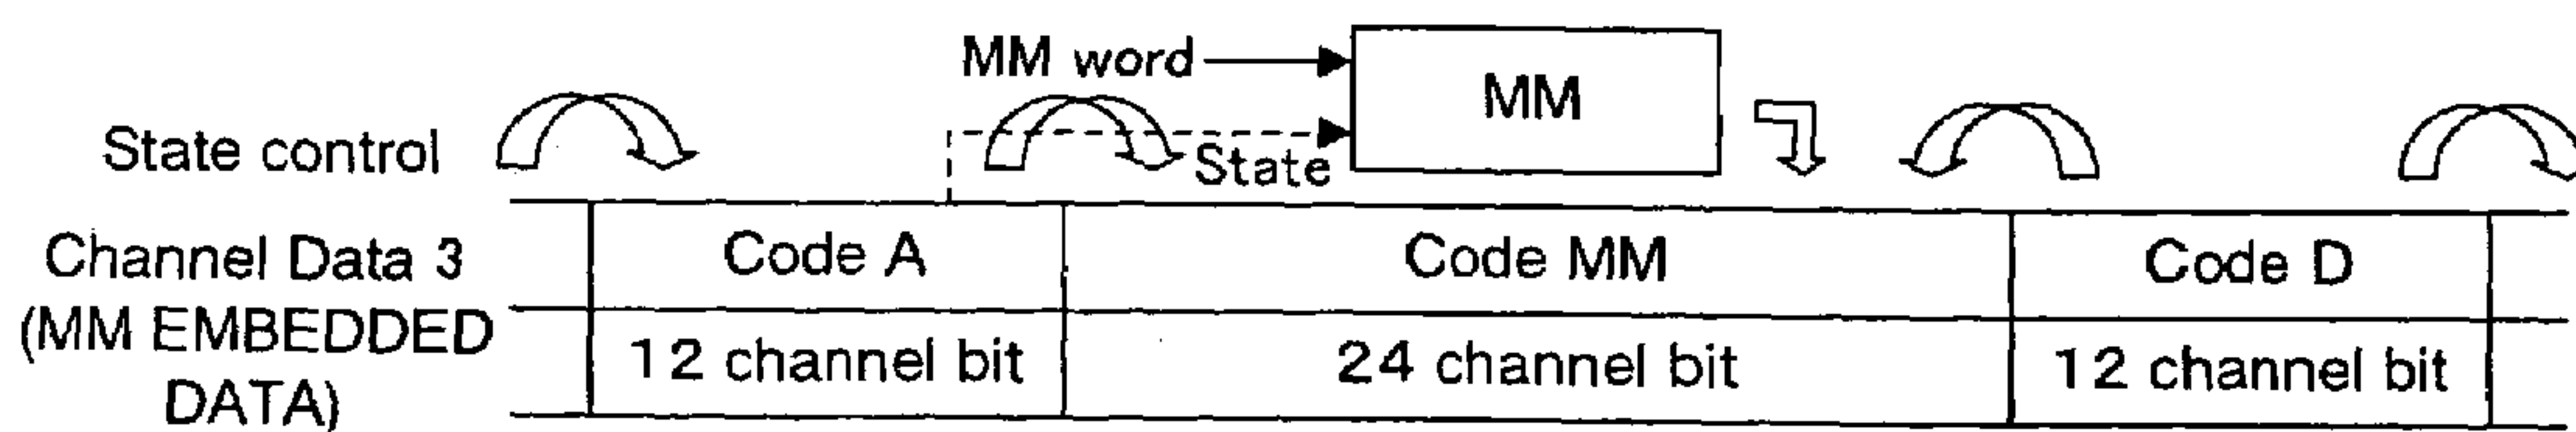 MM word
MM
State control
State
Channel Data 3
(MM EMBEDDED
DATA)
Code A
Code MM
Code D
12 channel bit
24 channel bit
12 channel bit